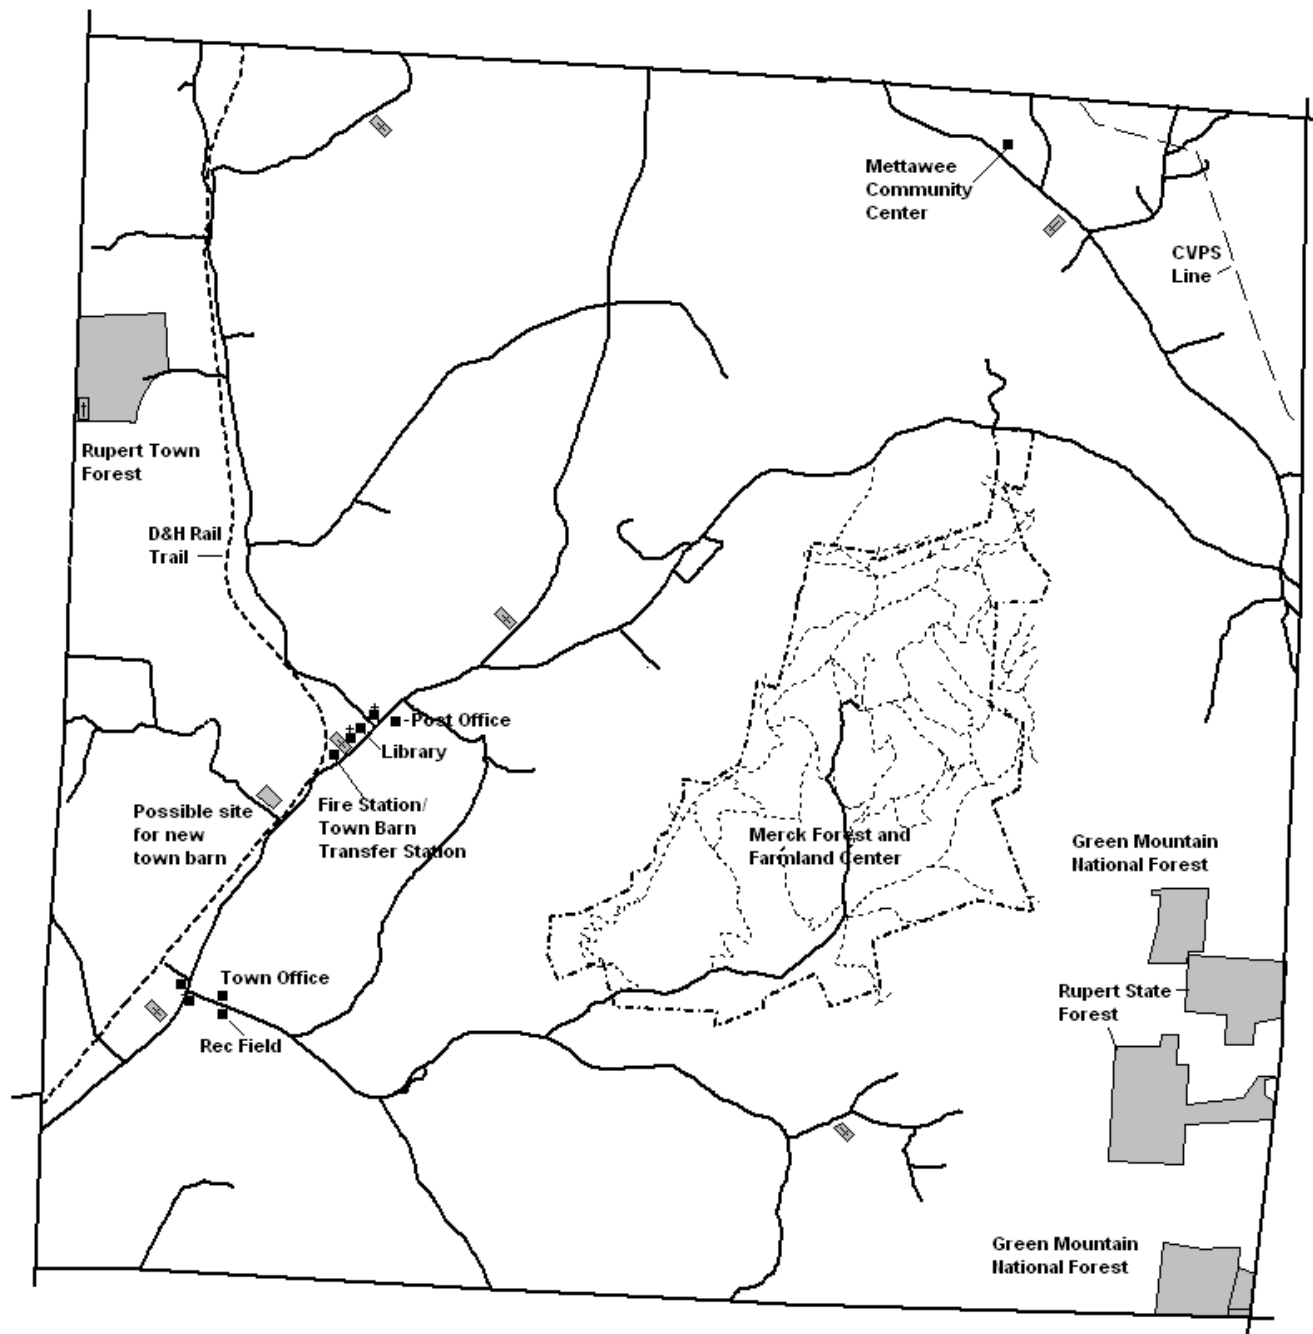 Mettawee
Community
Center
CVPS
Line
Rupert Town
Forest
D&H Rail
Trail
Post Office
Library
Possible site
for new
town barn
Fire Station/
Town Barn
Transfer Station
Merck Forest and
Farmland Center
Green Mountain
National Forest
Town Office
Rupert State
Forest
Rec Field
Green Mountain
National Forest